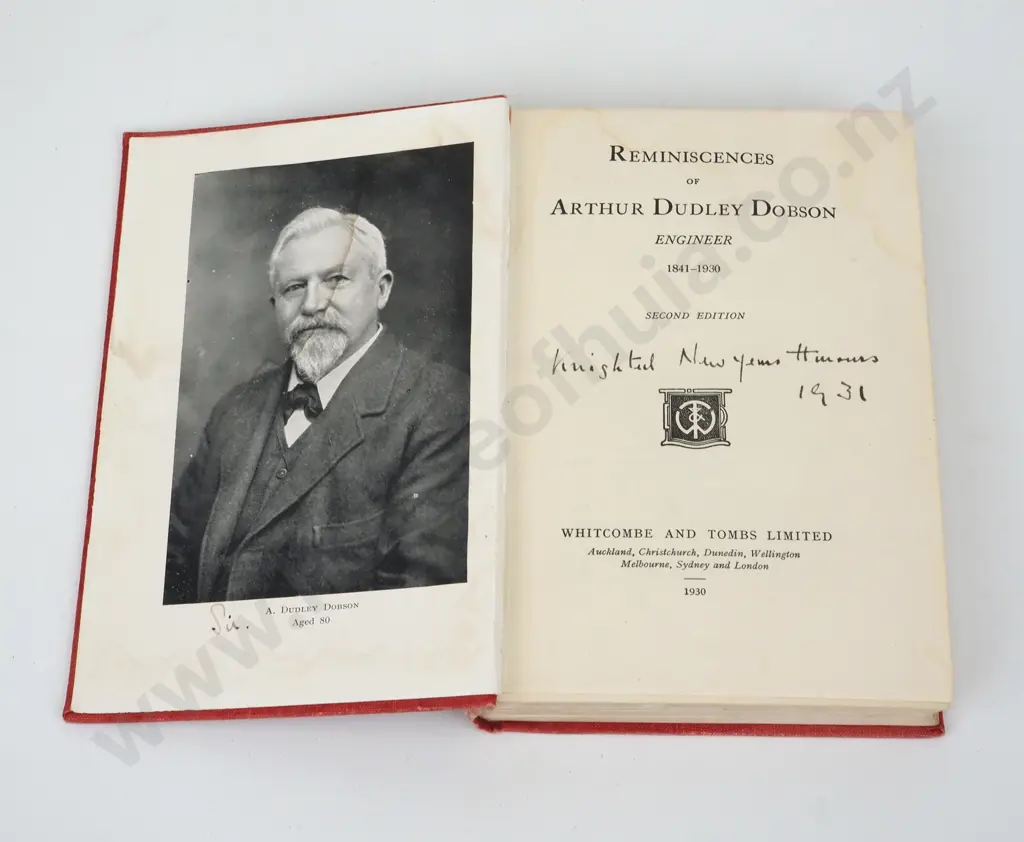 A. DUDLEY DOBSON
Sir.
Aged 80
REMINISCENCES
OF
ARTHUR DUDLEY DOBSON
ENGINEER
1841–1930
SECOND EDITION
Knighted New years Honours
1931
WHITCOMBE AND TOMBS LIMITED
Auckland, Christchurch, Dunedin, Wellington
Melbourne, Sydney and London
1930